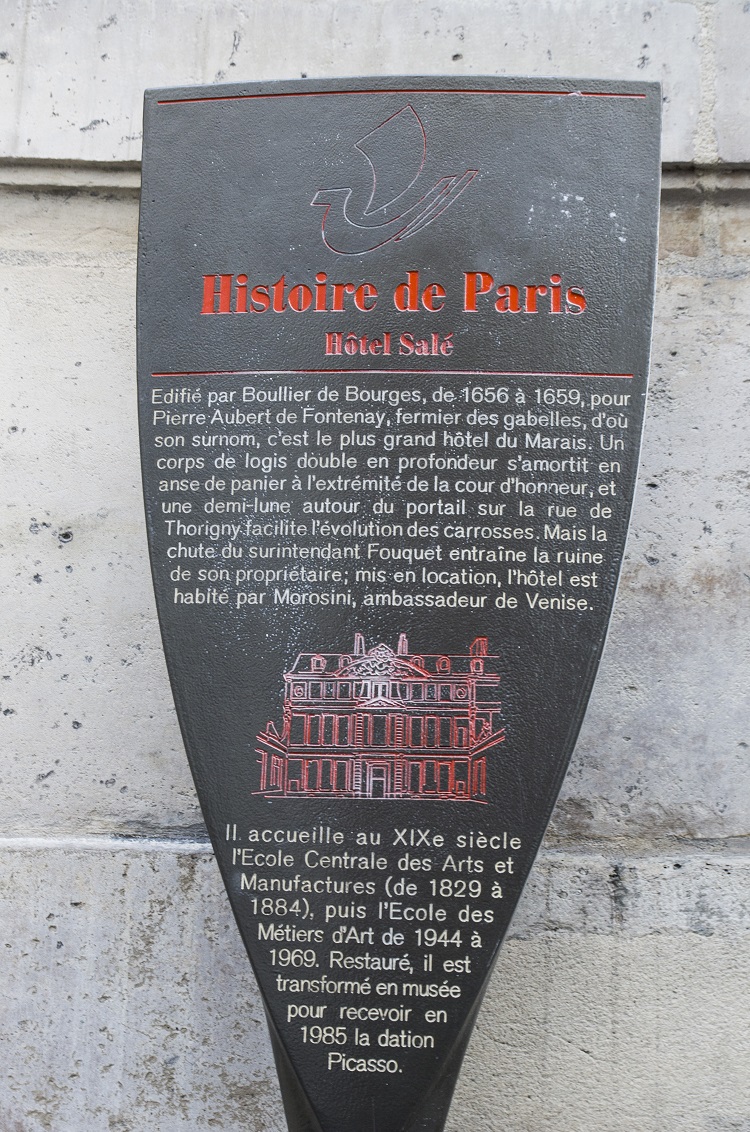 Histoire de Paris
Hôtel Salé
Edifié par Boullier de Bourges, de 1656 à 1659, pour
Pierre Aubert de Fontenay, fermier des gabelles, d'où
son surnom, c'est le plus grand hôtel du Marais. Un
corps de logis double en profondeur s'amortit en
anse de panier à l'extrémité de la cour d'honneur, et
une demi-lune autour du portail sur la rue de
Thorigny facilite l'évolution des carrosses. Mais la
chute du surintendant Fouquet entraîne la ruine
de son propriétaire; mis en location, l'hôtel est
habité par Morosini, ambassadeur de Venise.
Il accueille au XIXe siècle
l'Ecole Centrale des Arts et
Manufactures (de 1829 à
1884), puis l'Ecole des
Métiers d'Art de 1944 à
1969. Restauré, il est
transformé en musée
pour recevoir en
1985 la dation
Picasso.